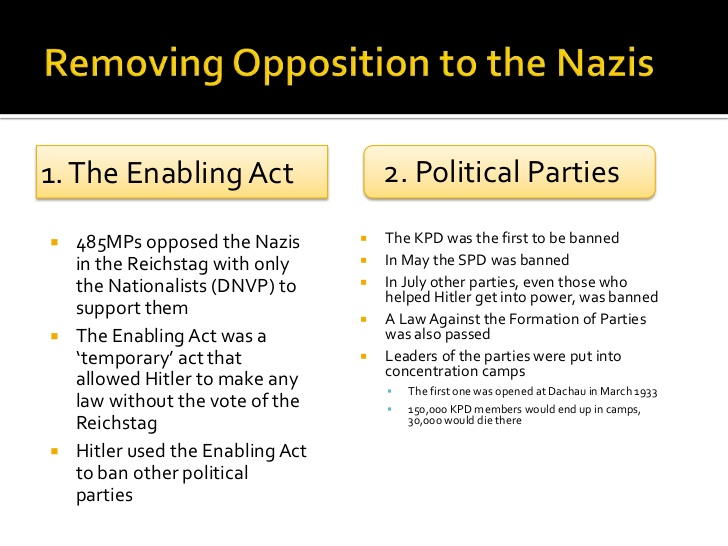 Removing Opposition to the Nazis
1. The Enabling Act
485MPs opposed the Nazis
in the Reichstag with only
the Nationalists (DNVP) to
support them
The Enabling Act was a
‘temporary’ act that
allowed Hitler to make any
law without the vote of the
Reichstag
Hitler used the Enabling Act
to ban other political
parties
2. Political Parties
The KPD was the first to be banned
In May the SPD was banned
In July other parties, even those who
helped Hitler get into power, was banned
A Law Against the Formation of Parties
was also passed
Leaders of the parties were put into
concentration camps
The first one was opened at Dachau in March 1933
150,000 KPD members would end up in camps,
30,000 would die there